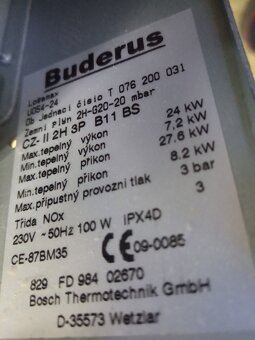 Buderus
Logamax
U054-24
Ob jednací číslo T 076 200 031
Zemní Plyn 2H-G20-20 mbar
CZ- II 2H 3P B11 BS
Max.tepelný výkon 24 kW
Min.tepelný výkon 7,2 kW
Max.tepelný příkon 27.6 kW
Min.tepelný příkon 8.2 kW
Max.přípustný provozní tlak 3 bar
Třída NOx 3
230V ~50Hz 100 W IPX4D
CE-87BM35 CE 09-0085
829 FD 984 02670
Bosch Thermotechnik GmbH
D-35573 Wetzlar